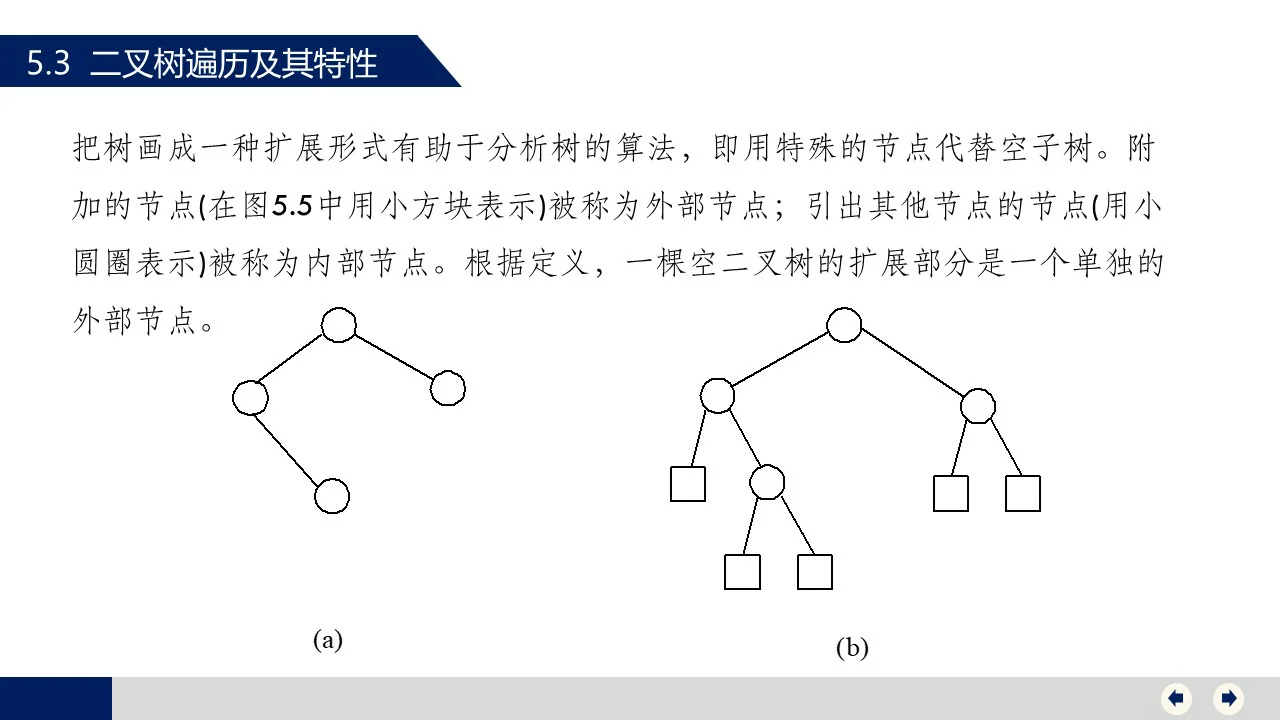 5.3 二叉树遍历及其特性
把树画成一种扩展形式有助于分析树的算法，即用特殊的节点代替空子树。附
加的节点(在图5.5中用小方块表示)被称为外部节点；引出其他节点的节点(用小
圆圈表示)被称为内部节点。根据定义，一棵空二叉树的扩展部分是一个单独的
外部节点。
(a)
(b)